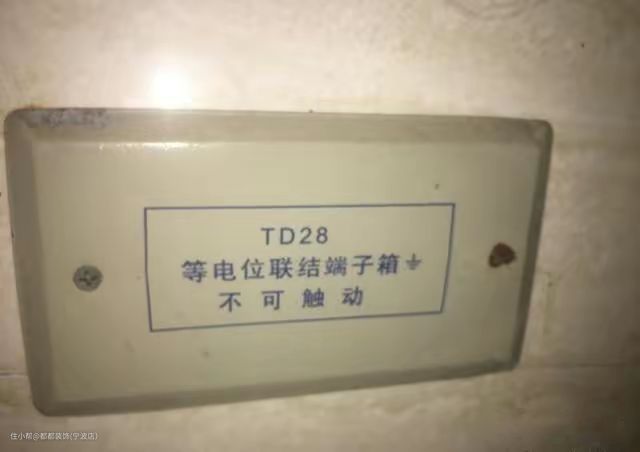 TD28
等电位联结端子箱⏚
不可触动
住小帮@都都装饰(宁波店)